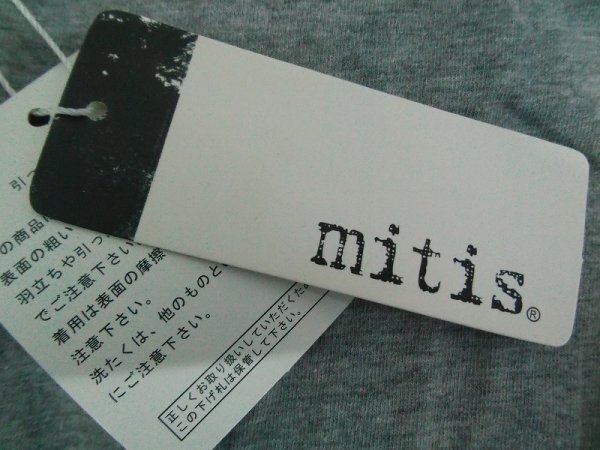 mitis®
引っ
の商品に
表面の粗い
羽立ちや引っ
でご注意下さい
着用は表面の摩擦
注意下さい。
洗たくは、他のものと
にご注意下さい。
正しくお取り扱いしていただくた
この下げ札は保管して下さい。